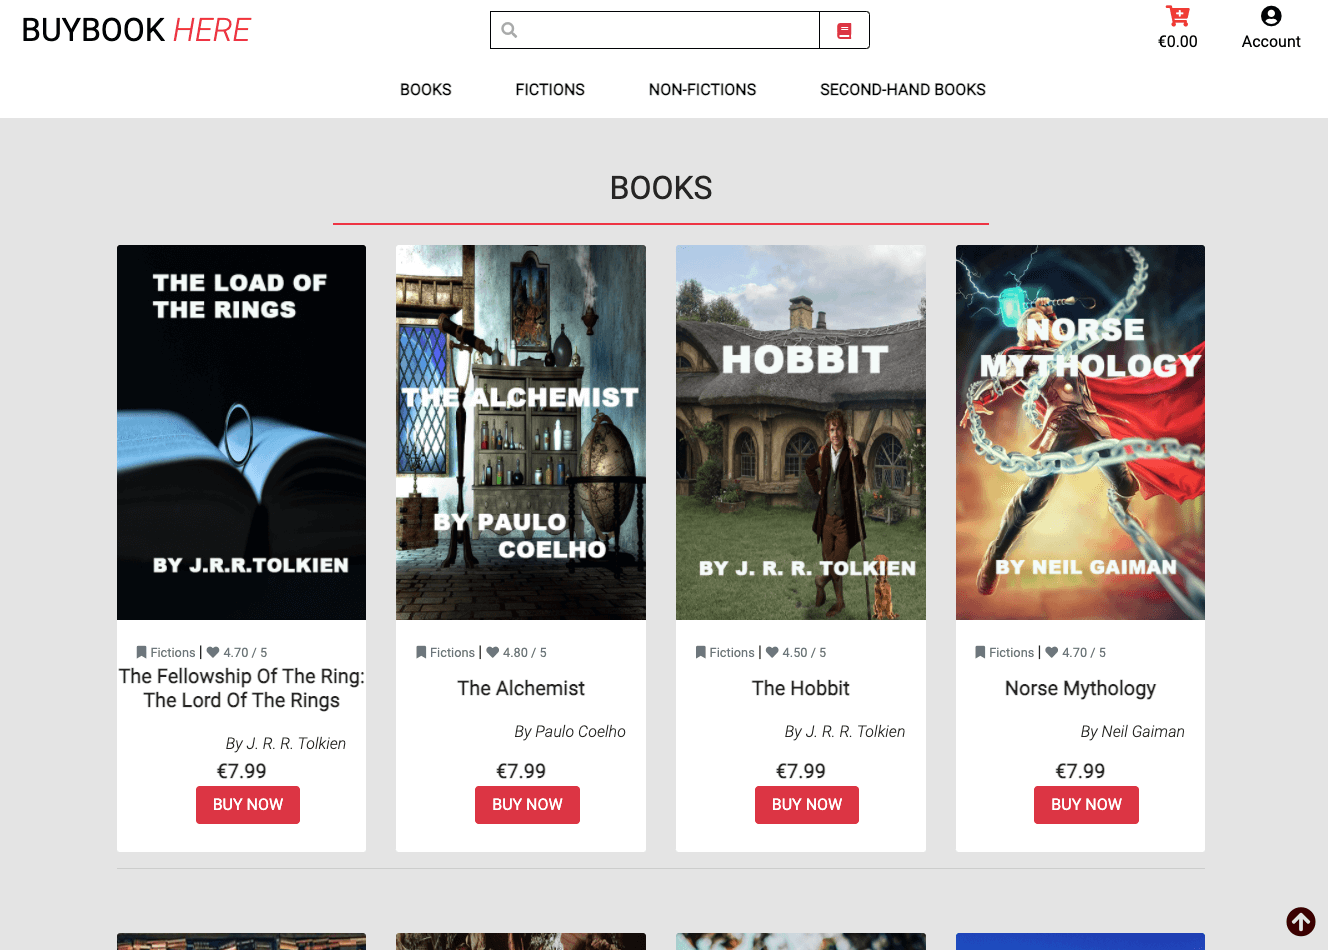 BUYBOOK HERE
€0.00
Account
BOOKS
FICTIONS
NON-FICTIONS
SECOND-HAND BOOKS
BOOKS
THE LOAD OF
THE RINGS
BY J.R.R.TOLKIEN
THE ALCHEMIST
BY PAULO
COELHO
HOBBIT
BY J. R. R. TOLKIEN
NORSE
MYTHOLOGY
BY NEIL GAIMAN
Fictions | 4.70 / 5
The Fellowship Of The Ring:
The Lord Of The Rings
By J. R. R. Tolkien
€7.99
BUY NOW
Fictions | 4.80 / 5
The Alchemist
By Paulo Coelho
€7.99
BUY NOW
Fictions | 4.50 / 5
The Hobbit
By J. R. R. Tolkien
€7.99
BUY NOW
Fictions | 4.70 / 5
Norse Mythology
By Neil Gaiman
€7.99
BUY NOW